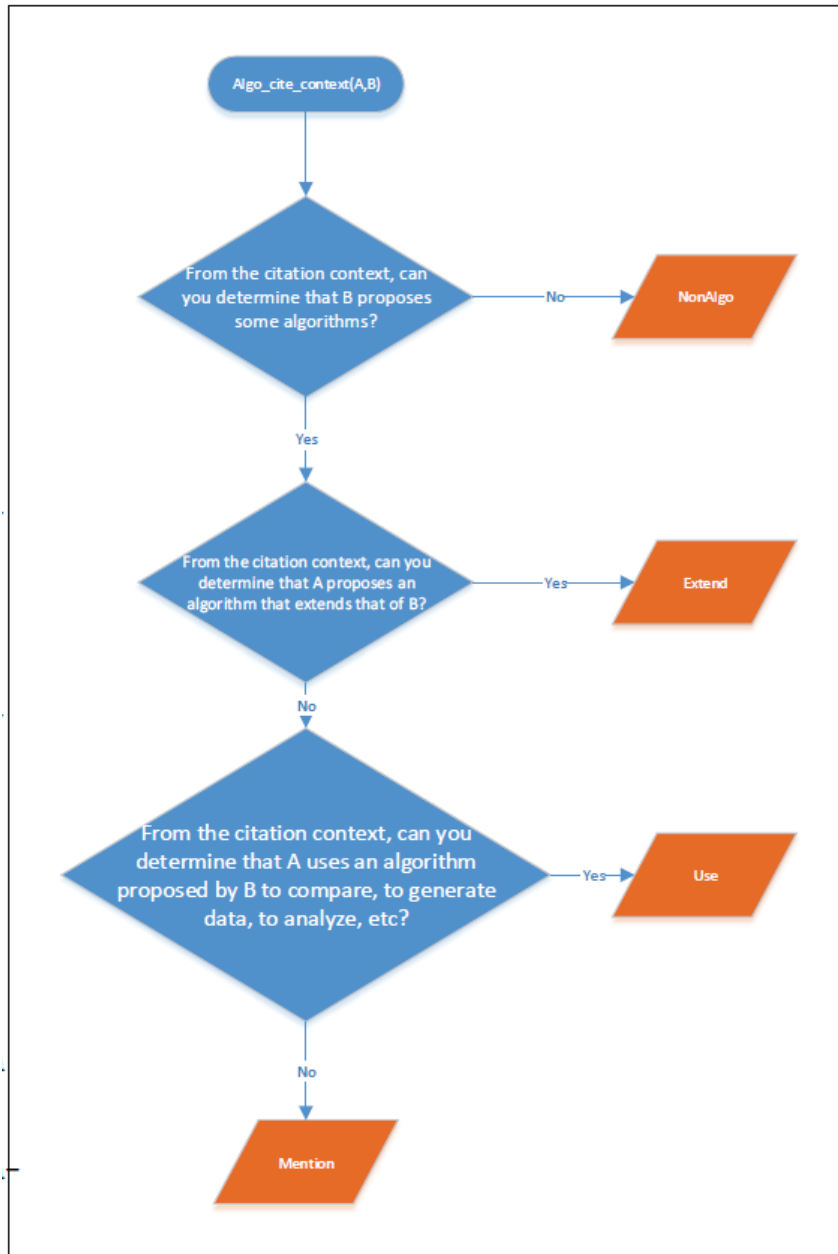 Algo_cite_context(A,B)
From the citation context, can
you determine that B proposes
some algorithms?
No
NonAlgo
Yes
From the citation context, can you
determine that A proposes an
algorithm that extends that of B?
Yes
Extend
No
From the citation context, can you
determine that A uses an algorithm
proposed by B to compare, to generate
data, to analyze, etc?
Yes
Use
No
Mention